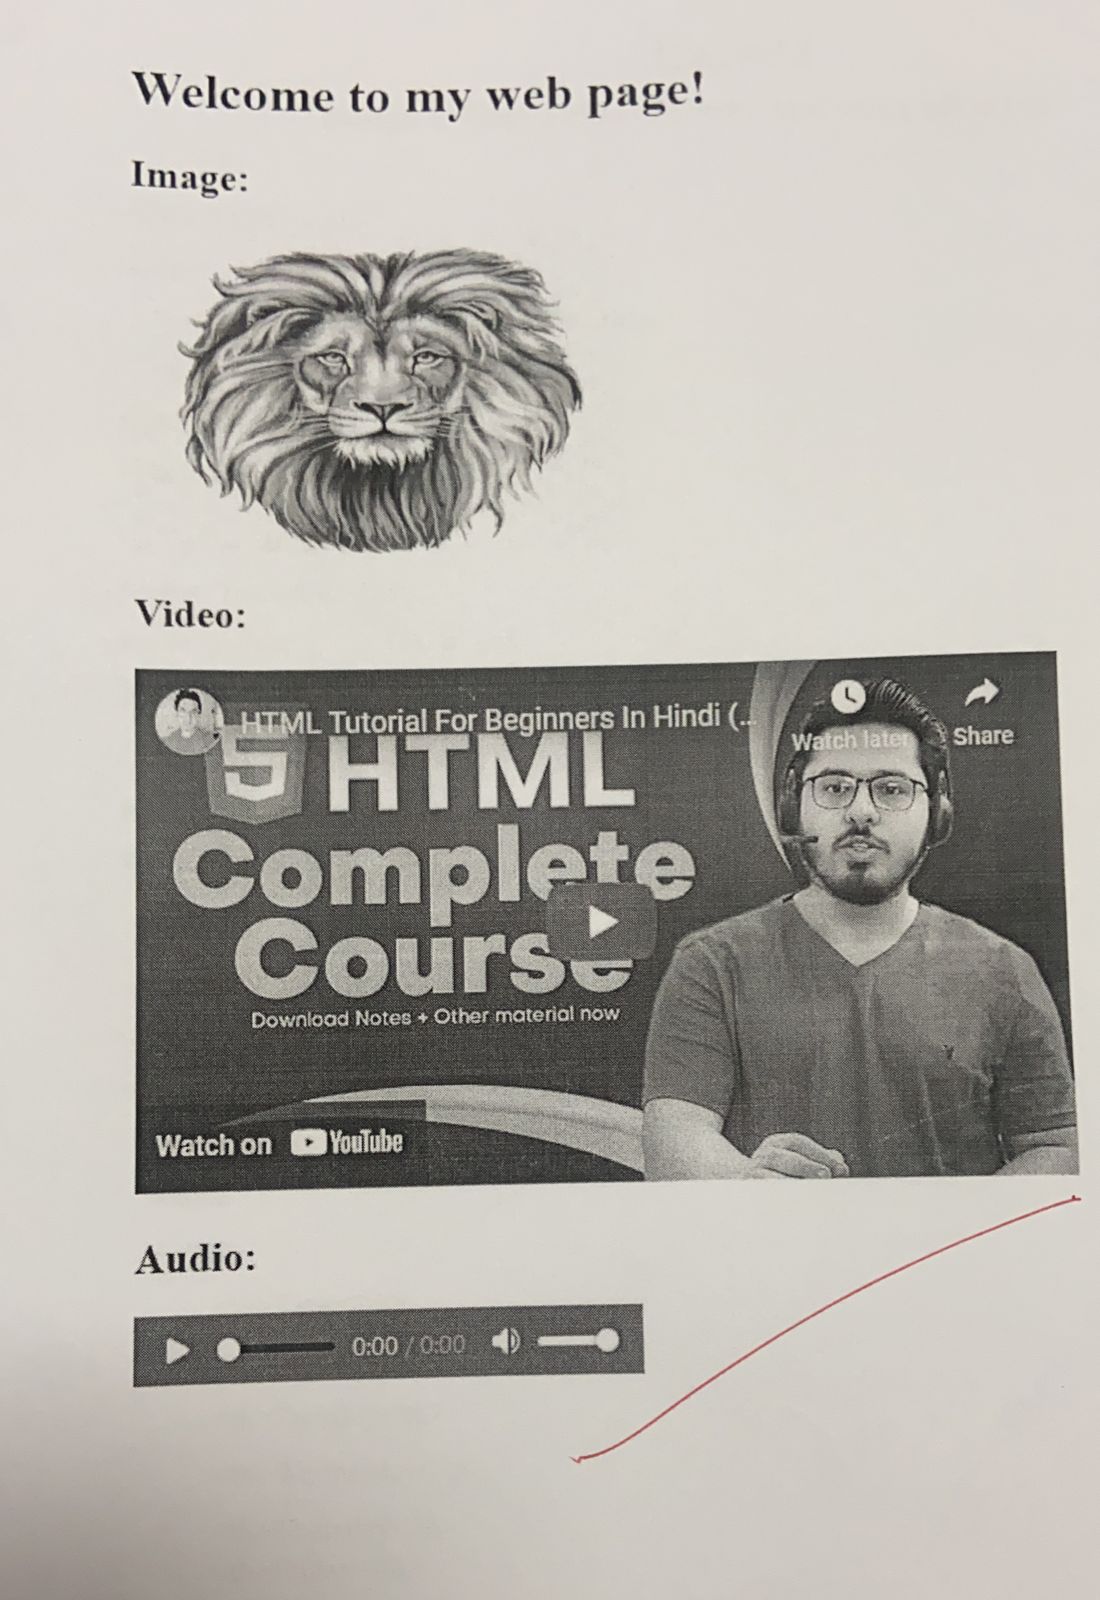 Welcome to my web page!
Image:
Video:
HTML Tutorial For Beginners In Hindi (...
Watch later
Share
5 HTML
Complete
Course
Download Notes + Other material now
Watch on YouTube
Audio:
0:00 / 0:00